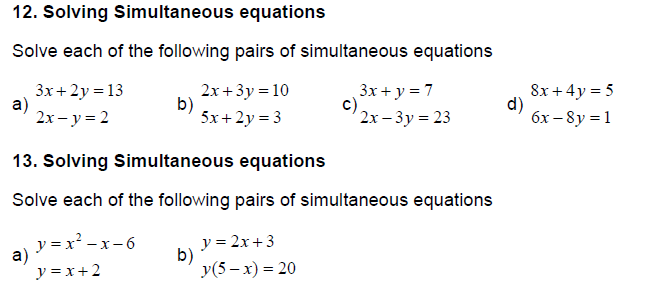 12. Solving Simultaneous equations
Solve each of the following pairs of simultaneous equations
a) 3x + 2y = 13
2x – y = 2
b) 2x + 3y = 10
5x + 2y = 3
c) 3x + y = 7
2x – 3y = 23
d) 8x + 4y = 5
6x – 8y = 1
13. Solving Simultaneous equations
Solve each of the following pairs of simultaneous equations
a) y = x² – x – 6
y = x + 2
b) y = 2x + 3
y(5 – x) = 20